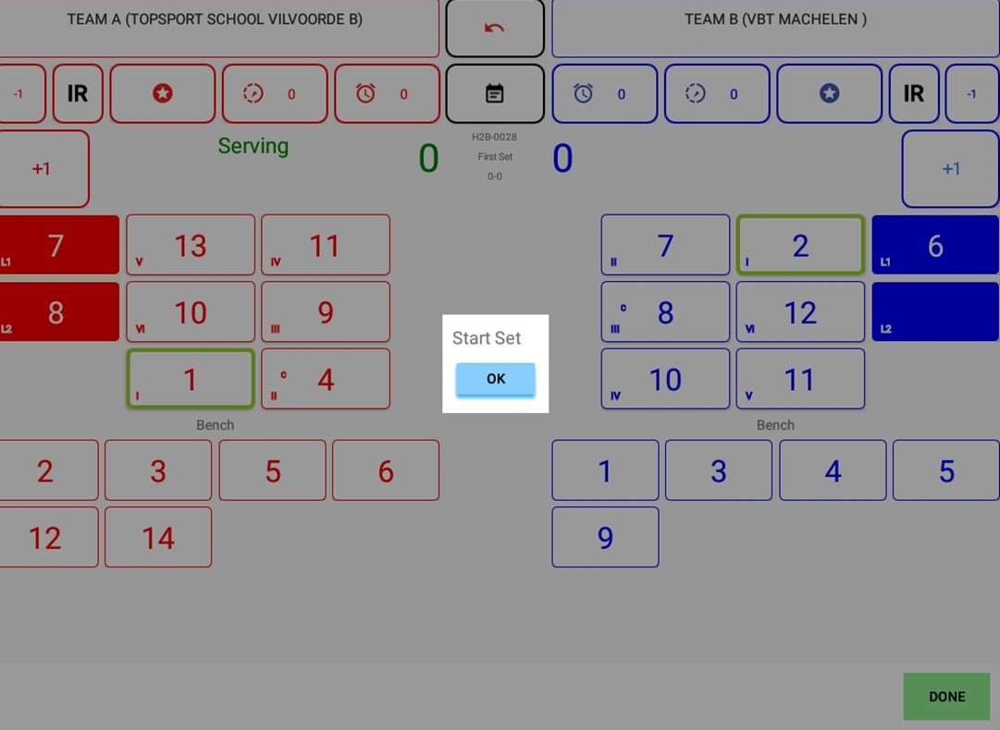 TEAM A (TOPSPORT SCHOOL VILVOORDE B)
TEAM B (VBT MACHELEN )
-1
IR
0
0
0
0
IR
-1
+1
Serving
0
H2B-0028
First Set
0-0
0
+1
7
L1
13
V
11
IV
7
II
2
I
6
L1
8
L2
10
VI
9
III
C
8
III
12
VI
L2
1
I
C
4
II
10
IV
11
V
Start Set
OK
Bench
Bench
2
3
5
6
1
3
4
5
12
14
9
DONE